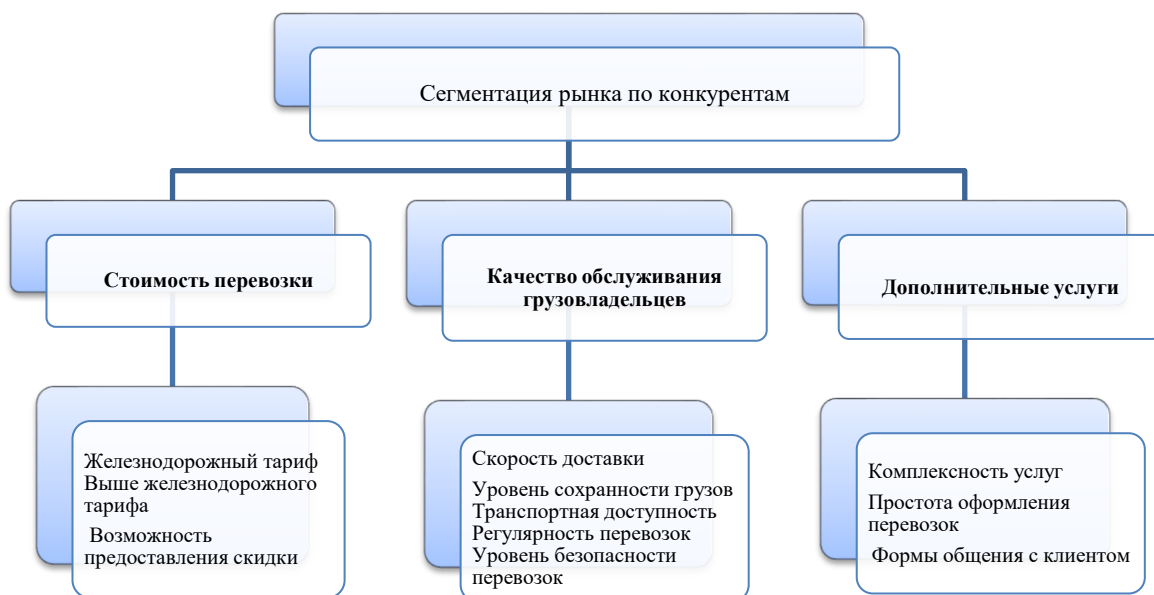 Сегментация рынка по конкурентам
Стоимость перевозки
Качество обслуживания
грузовладельцев
Дополнительные услуги
Железнодорожный тариф
Выше железнодорожного
тарифа
Возможность
предоставления скидки
Скорость доставки
Уровень сохранности грузов
Транспортная доступность
Регулярность перевозок
Уровень безопасности
перевозок
Комплексность услуг
Простота оформления
перевозок
Формы общения с клиентом